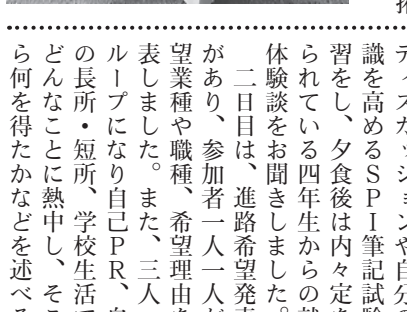 ディスカッションや自分の
識を高めるSPI筆記試験
習をし、夕食後は内々定を
られている四年生からの就
体験談をお聞きしました。
二日目は、進路希望発表
があり、参加者一人一人が
望業種や職種、希望理由を
表しました。また、三人
ループになり自己PR、自
の長所・短所、学校生活で
どんなことに熱中し、そこ
ら何を得たかなどを述べる